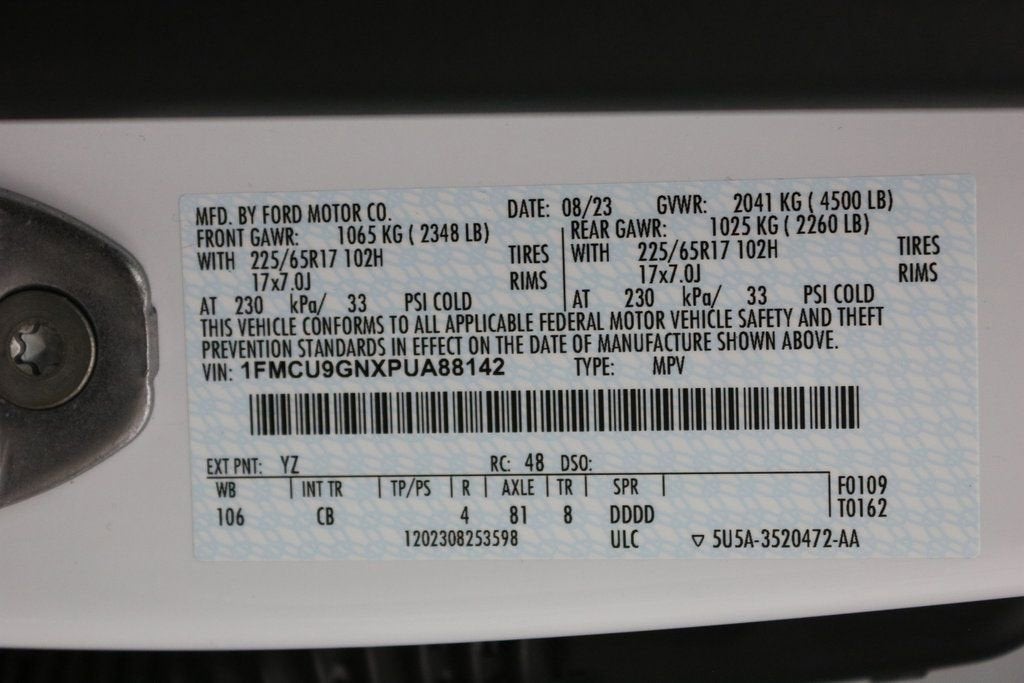 MFD. BY FORD MOTOR CO. DATE: 08/23 GVWR: 2041 KG ( 4500 LB)
FRONT GAWR: 1065 KG ( 2348 LB) REAR GAWR: 1025 KG ( 2260 LB)
WITH 225/65R17 102H TIRES WITH 225/65R17 102H TIRES
17x7.0J RIMS 17x7.0J RIMS
AT 230 kPa/ 33 PSI COLD AT 230 kPa/ 33 PSI COLD
THIS VEHICLE CONFORMS TO ALL APPLICABLE FEDERAL MOTOR VEHICLE SAFETY AND THEFT
PREVENTION STANDARDS IN EFFECT ON THE DATE OF MANUFACTURE SHOWN ABOVE.
VIN: 1FMCU9GNXPUA88142 TYPE: MPV
EXT PNT: YZ RC: 48 DSO:
WB INT TR TP/PS R AXLE TR SPR F0109
106 CB 4 81 8 DDDD T0162
1202308253598 ULC ▽ 5U5A-3520472-AA